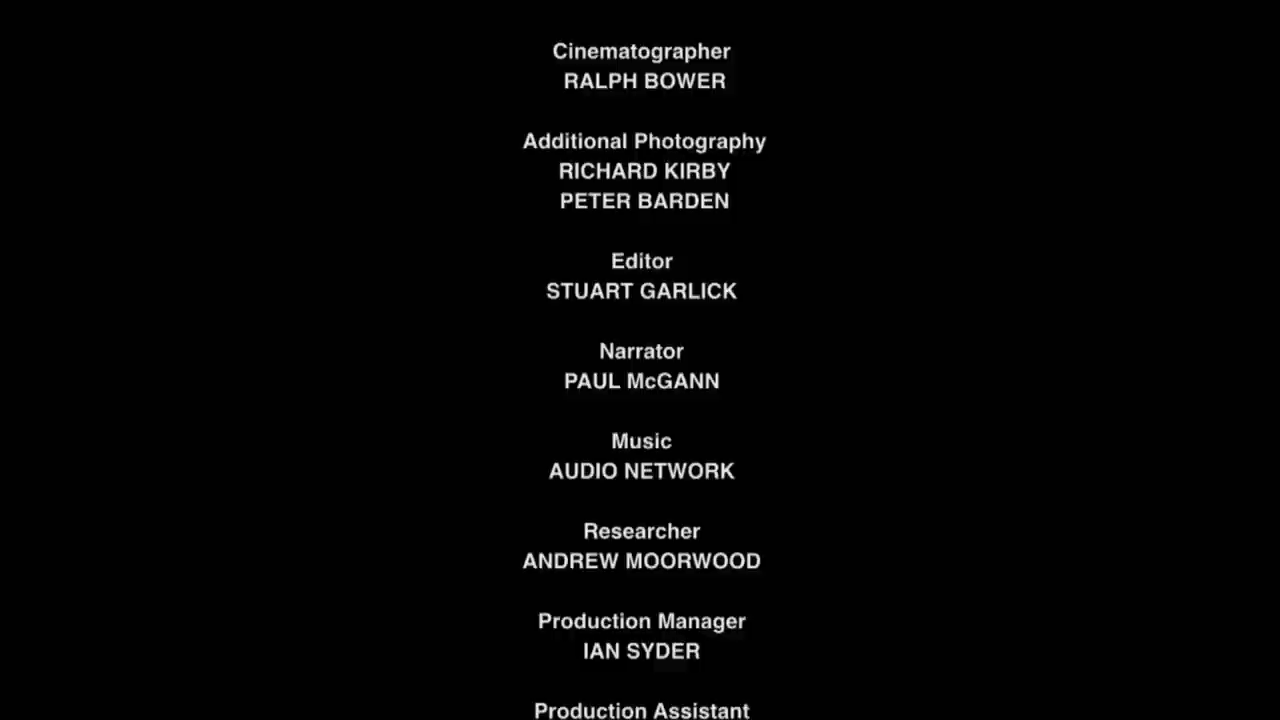 Cinematographer
RALPH BOWER
Additional Photography
RICHARD KIRBY
PETER BARDEN
Editor
STUART GARLICK
Narrator
PAUL McGANN
Music
AUDIO NETWORK
Researcher
ANDREW MOORWOOD
Production Manager
IAN SYDER
Production Assistant